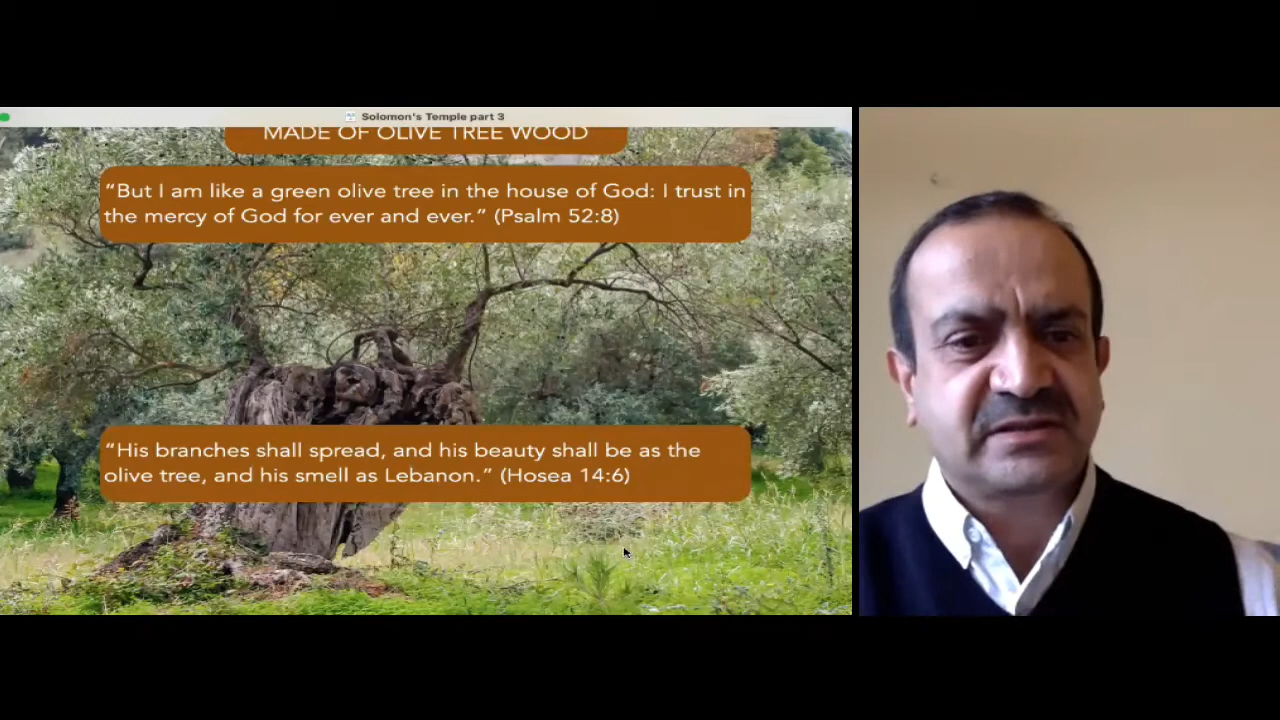 Solomon's Temple part 3
MADE OF OLIVE TREE WOOD
“But I am like a green olive tree in the house of God: I trust in
the mercy of God for ever and ever.” (Psalm 52:8)
“His branches shall spread, and his beauty shall be as the
olive tree, and his smell as Lebanon.” (Hosea 14:6)